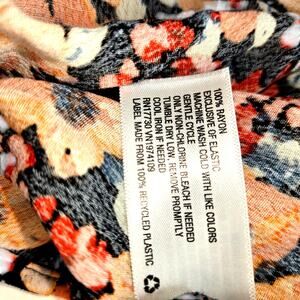 100% RAYON
EXCLUSIVE OF ELASTIC
MACHINE WASH COLD WITH LIKE COLORS
GENTLE CYCLE
ONLY NON-CHLORINE BLEACH IF NEEDED
TUMBLE DRY LOW, REMOVE PROMPTLY
COOL IRON IF NEEDED
RN17730 VN1974109
LABEL MADE FROM 100% RECYCLED PLASTIC